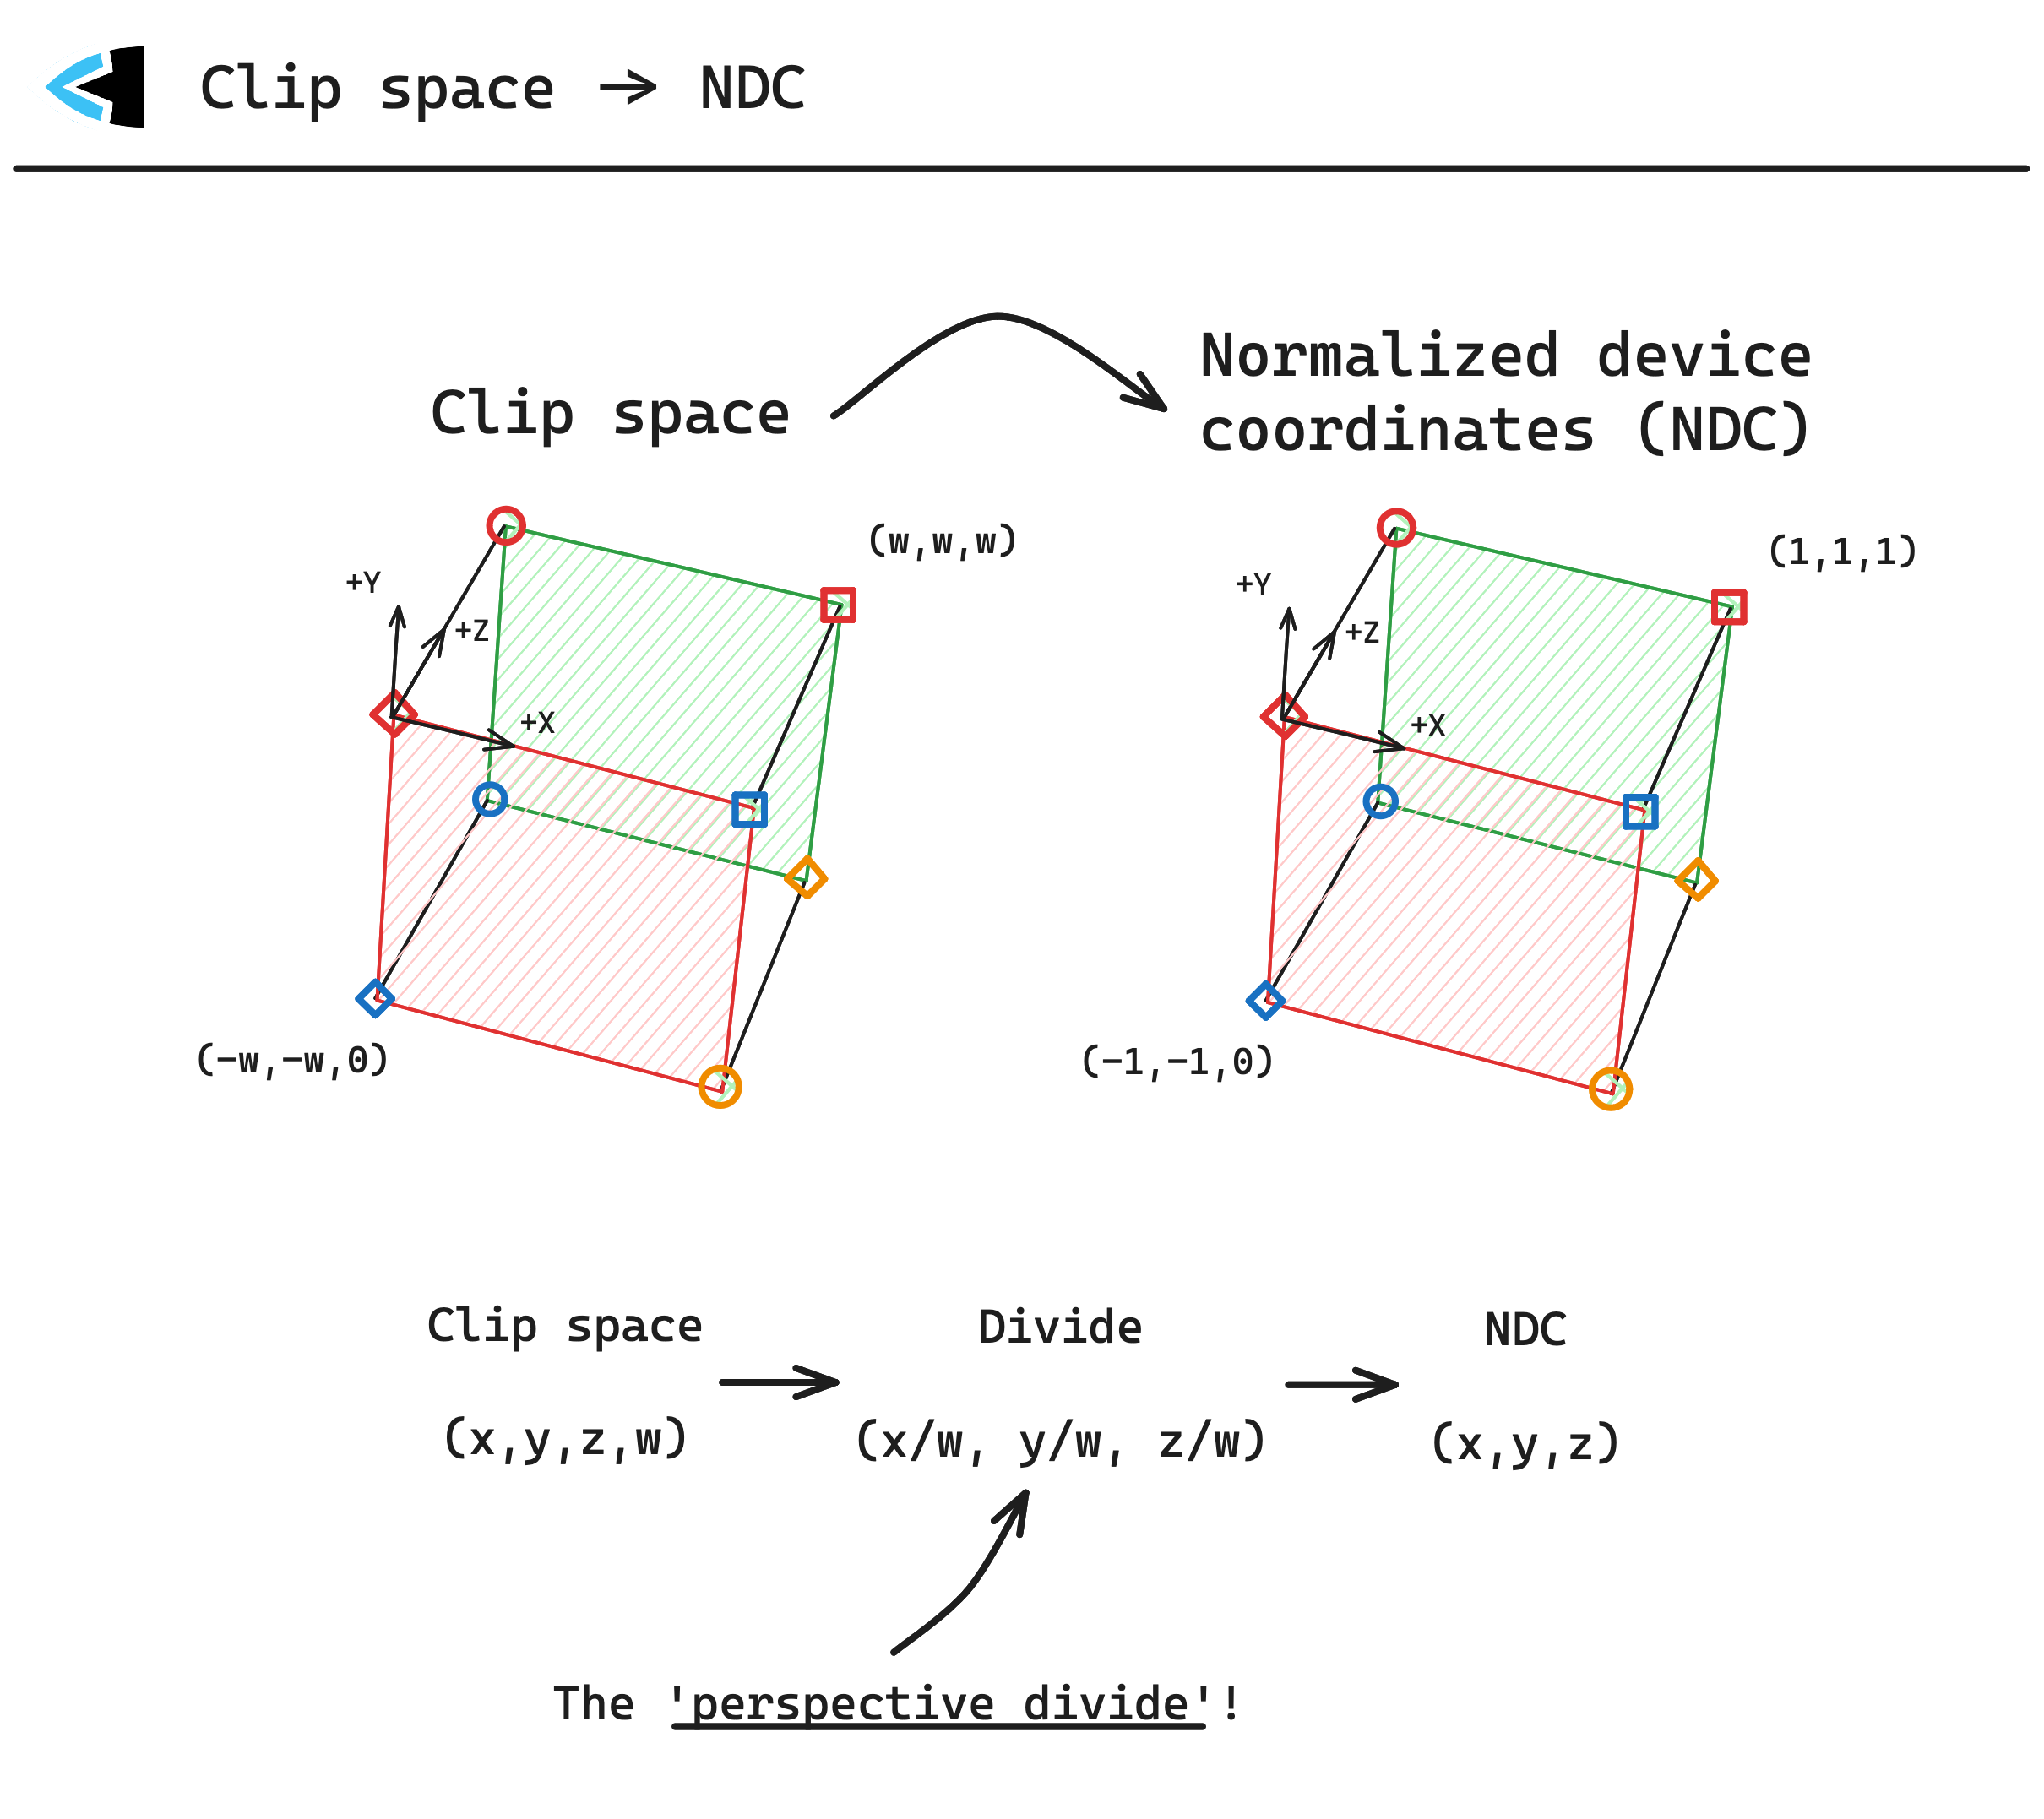 Clip space → NDC
Clip space
Normalized device
coordinates (NDC)
(w,w,w)
(1,1,1)
+Y
+Z
+X
+Y
+Z
+X
(−w,−w,0)
(−1,−1,0)
Clip space
Divide
NDC
(x,y,z,w)
(x/w, y/w, z/w)
(x,y,z)
The 'perspective divide'!